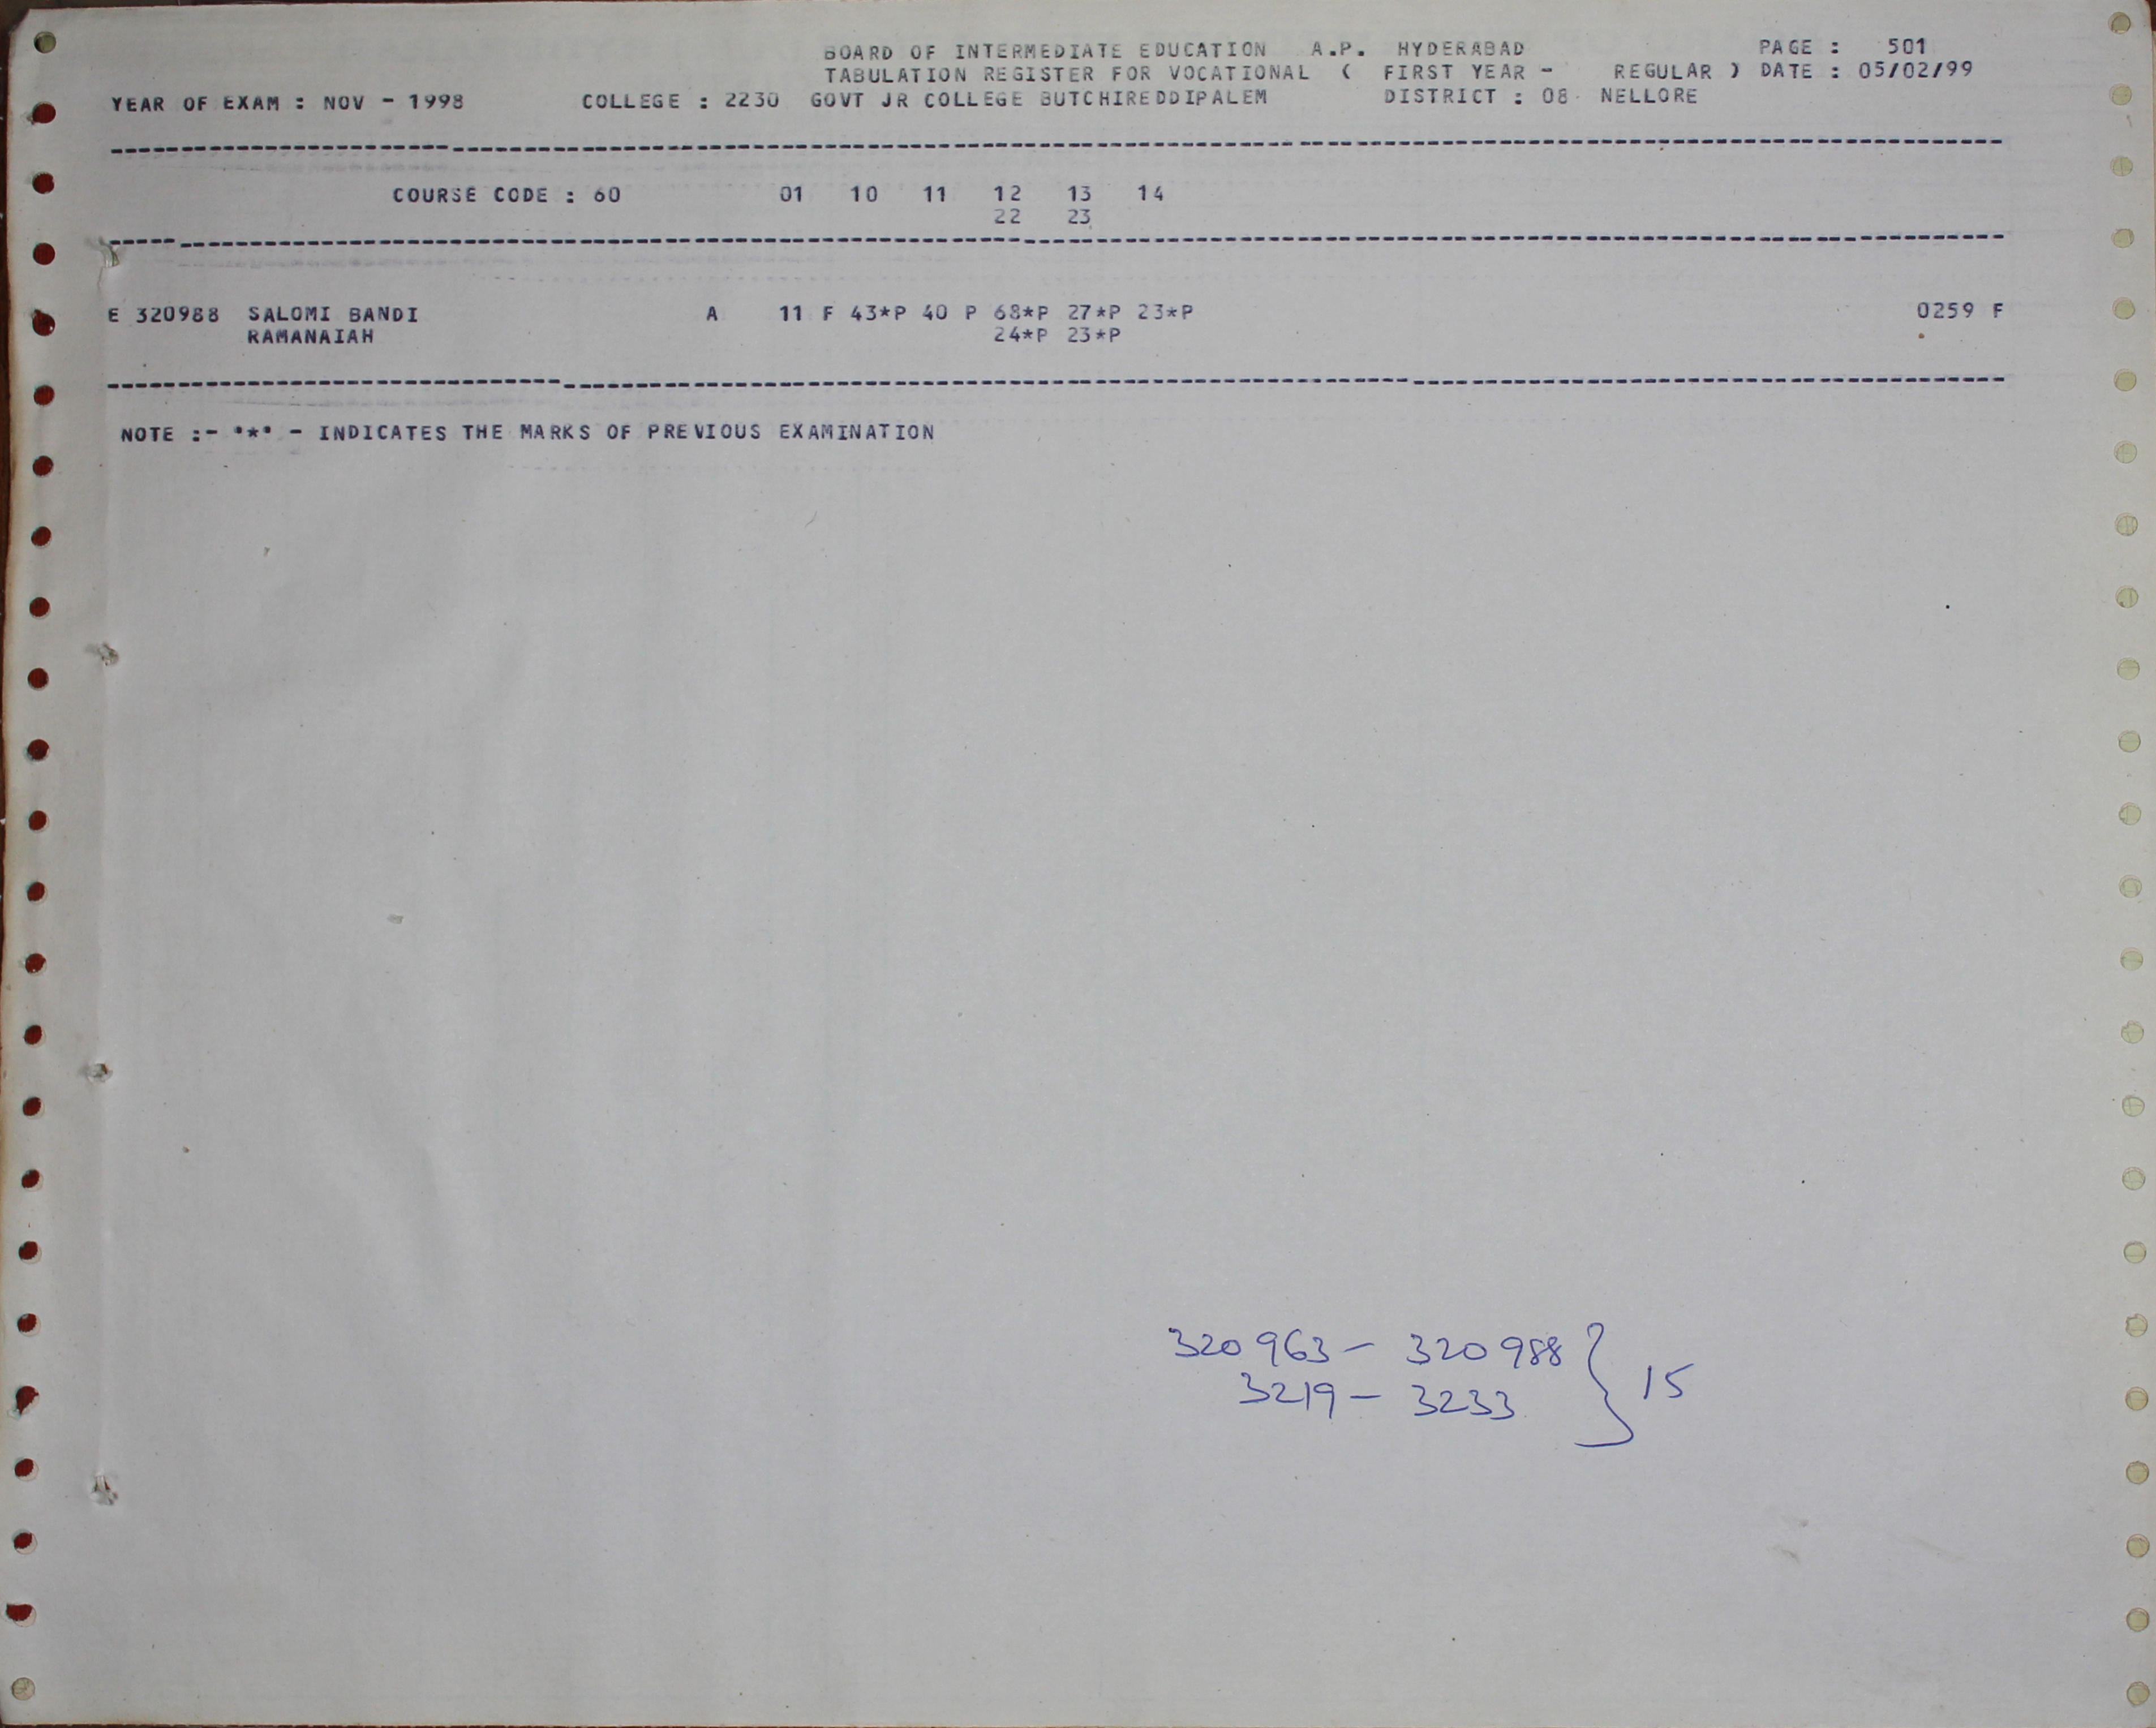 BOARD OF INTERMEDIATE EDUCATION A.P. HYDERABAD PAGE : 501
TABULATION REGISTER FOR VOCATIONAL ( FIRST YEAR - REGULAR ) DATE : 05/02/99
YEAR OF EXAM : NOV - 1998 COLLEGE : 2230 GOVT JR COLLEGE BUTCHIREDDIPALEM DISTRICT : 08 NELLORE
COURSE CODE : 60 01 10 11 12 13 14
22 23
E 320988 SALOMI BANDI A 11 F 43*P 40 P 68*P 27*P 23*P 0259 F
RAMANAIAH 24*P 23*P
NOTE :- '*' - INDICATES THE MARKS OF PREVIOUS EXAMINATION
320963 - 320988
3219 - 3233 } 15